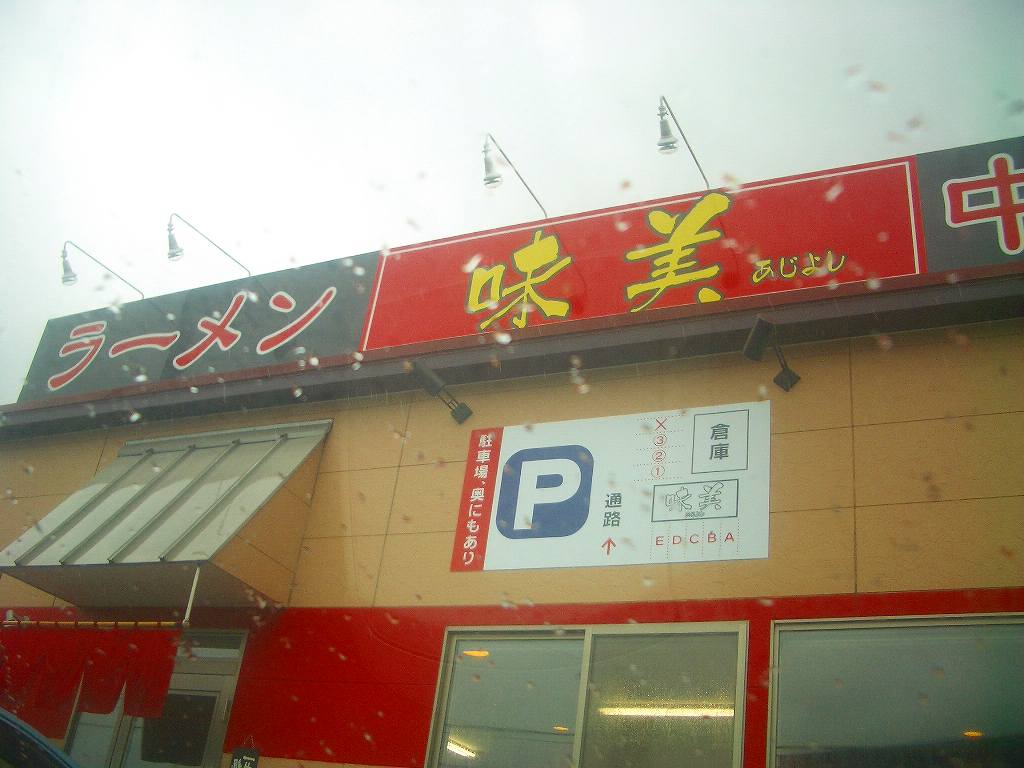 ラーメン
味美 あじよし
中
駐車場、奥にもあり
P
通路
↑
X
③
②
①
倉庫
味美
E D C B A